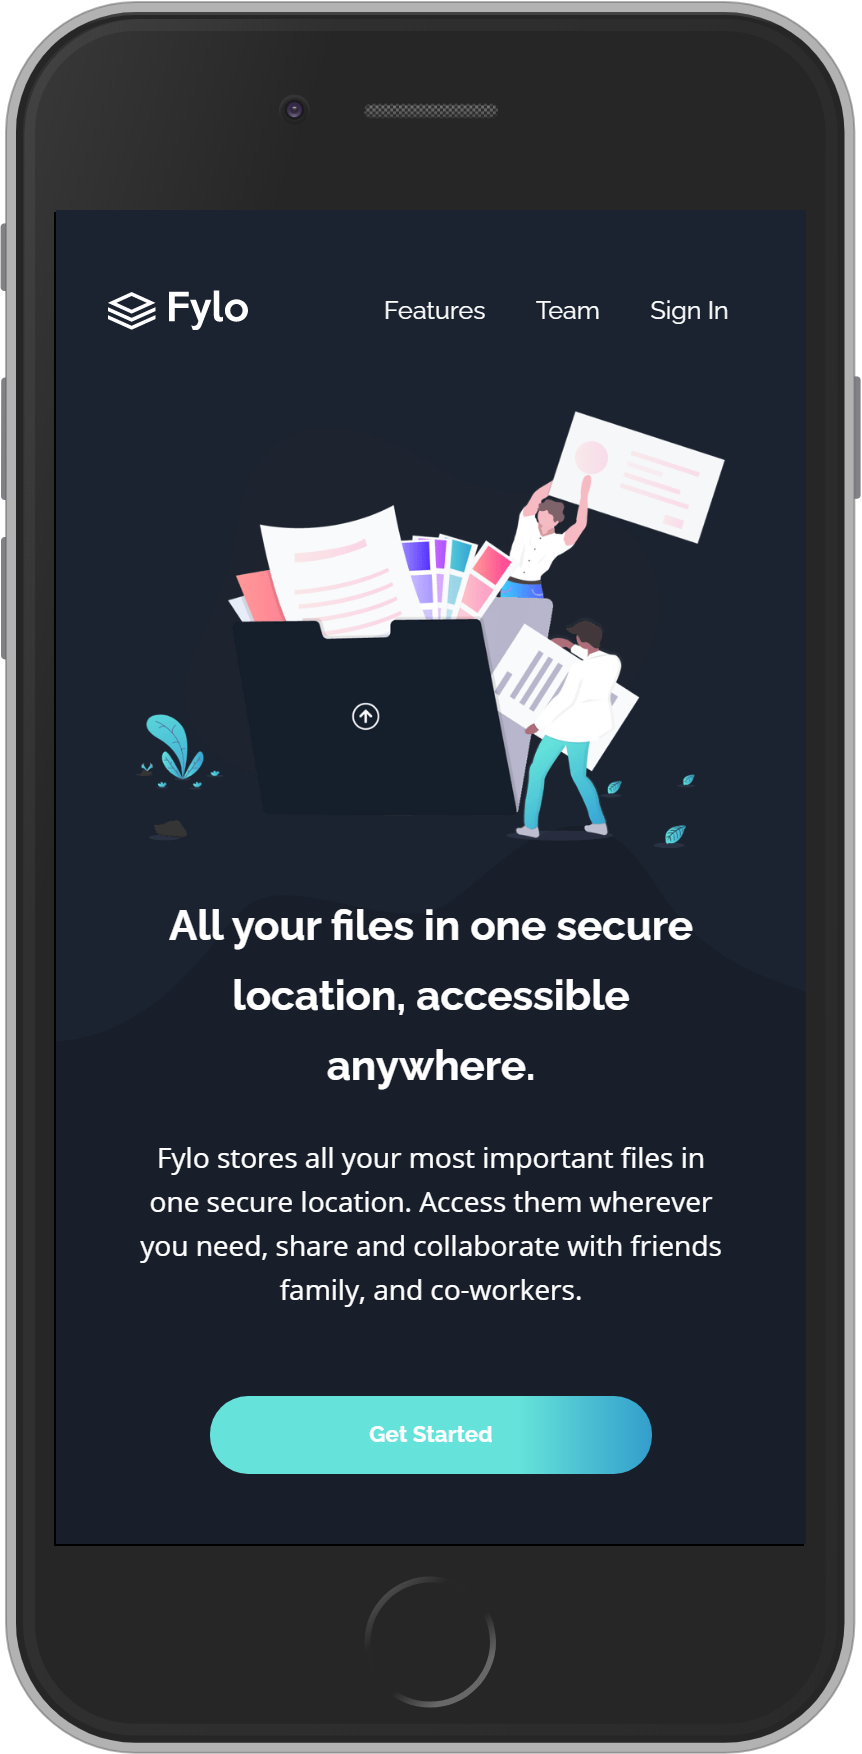 Fylo
Features Team Sign In
All your files in one secure
location, accessible
anywhere.
Fylo stores all your most important files in
one secure location. Access them wherever
you need, share and collaborate with friends
family, and co-workers.
Get Started